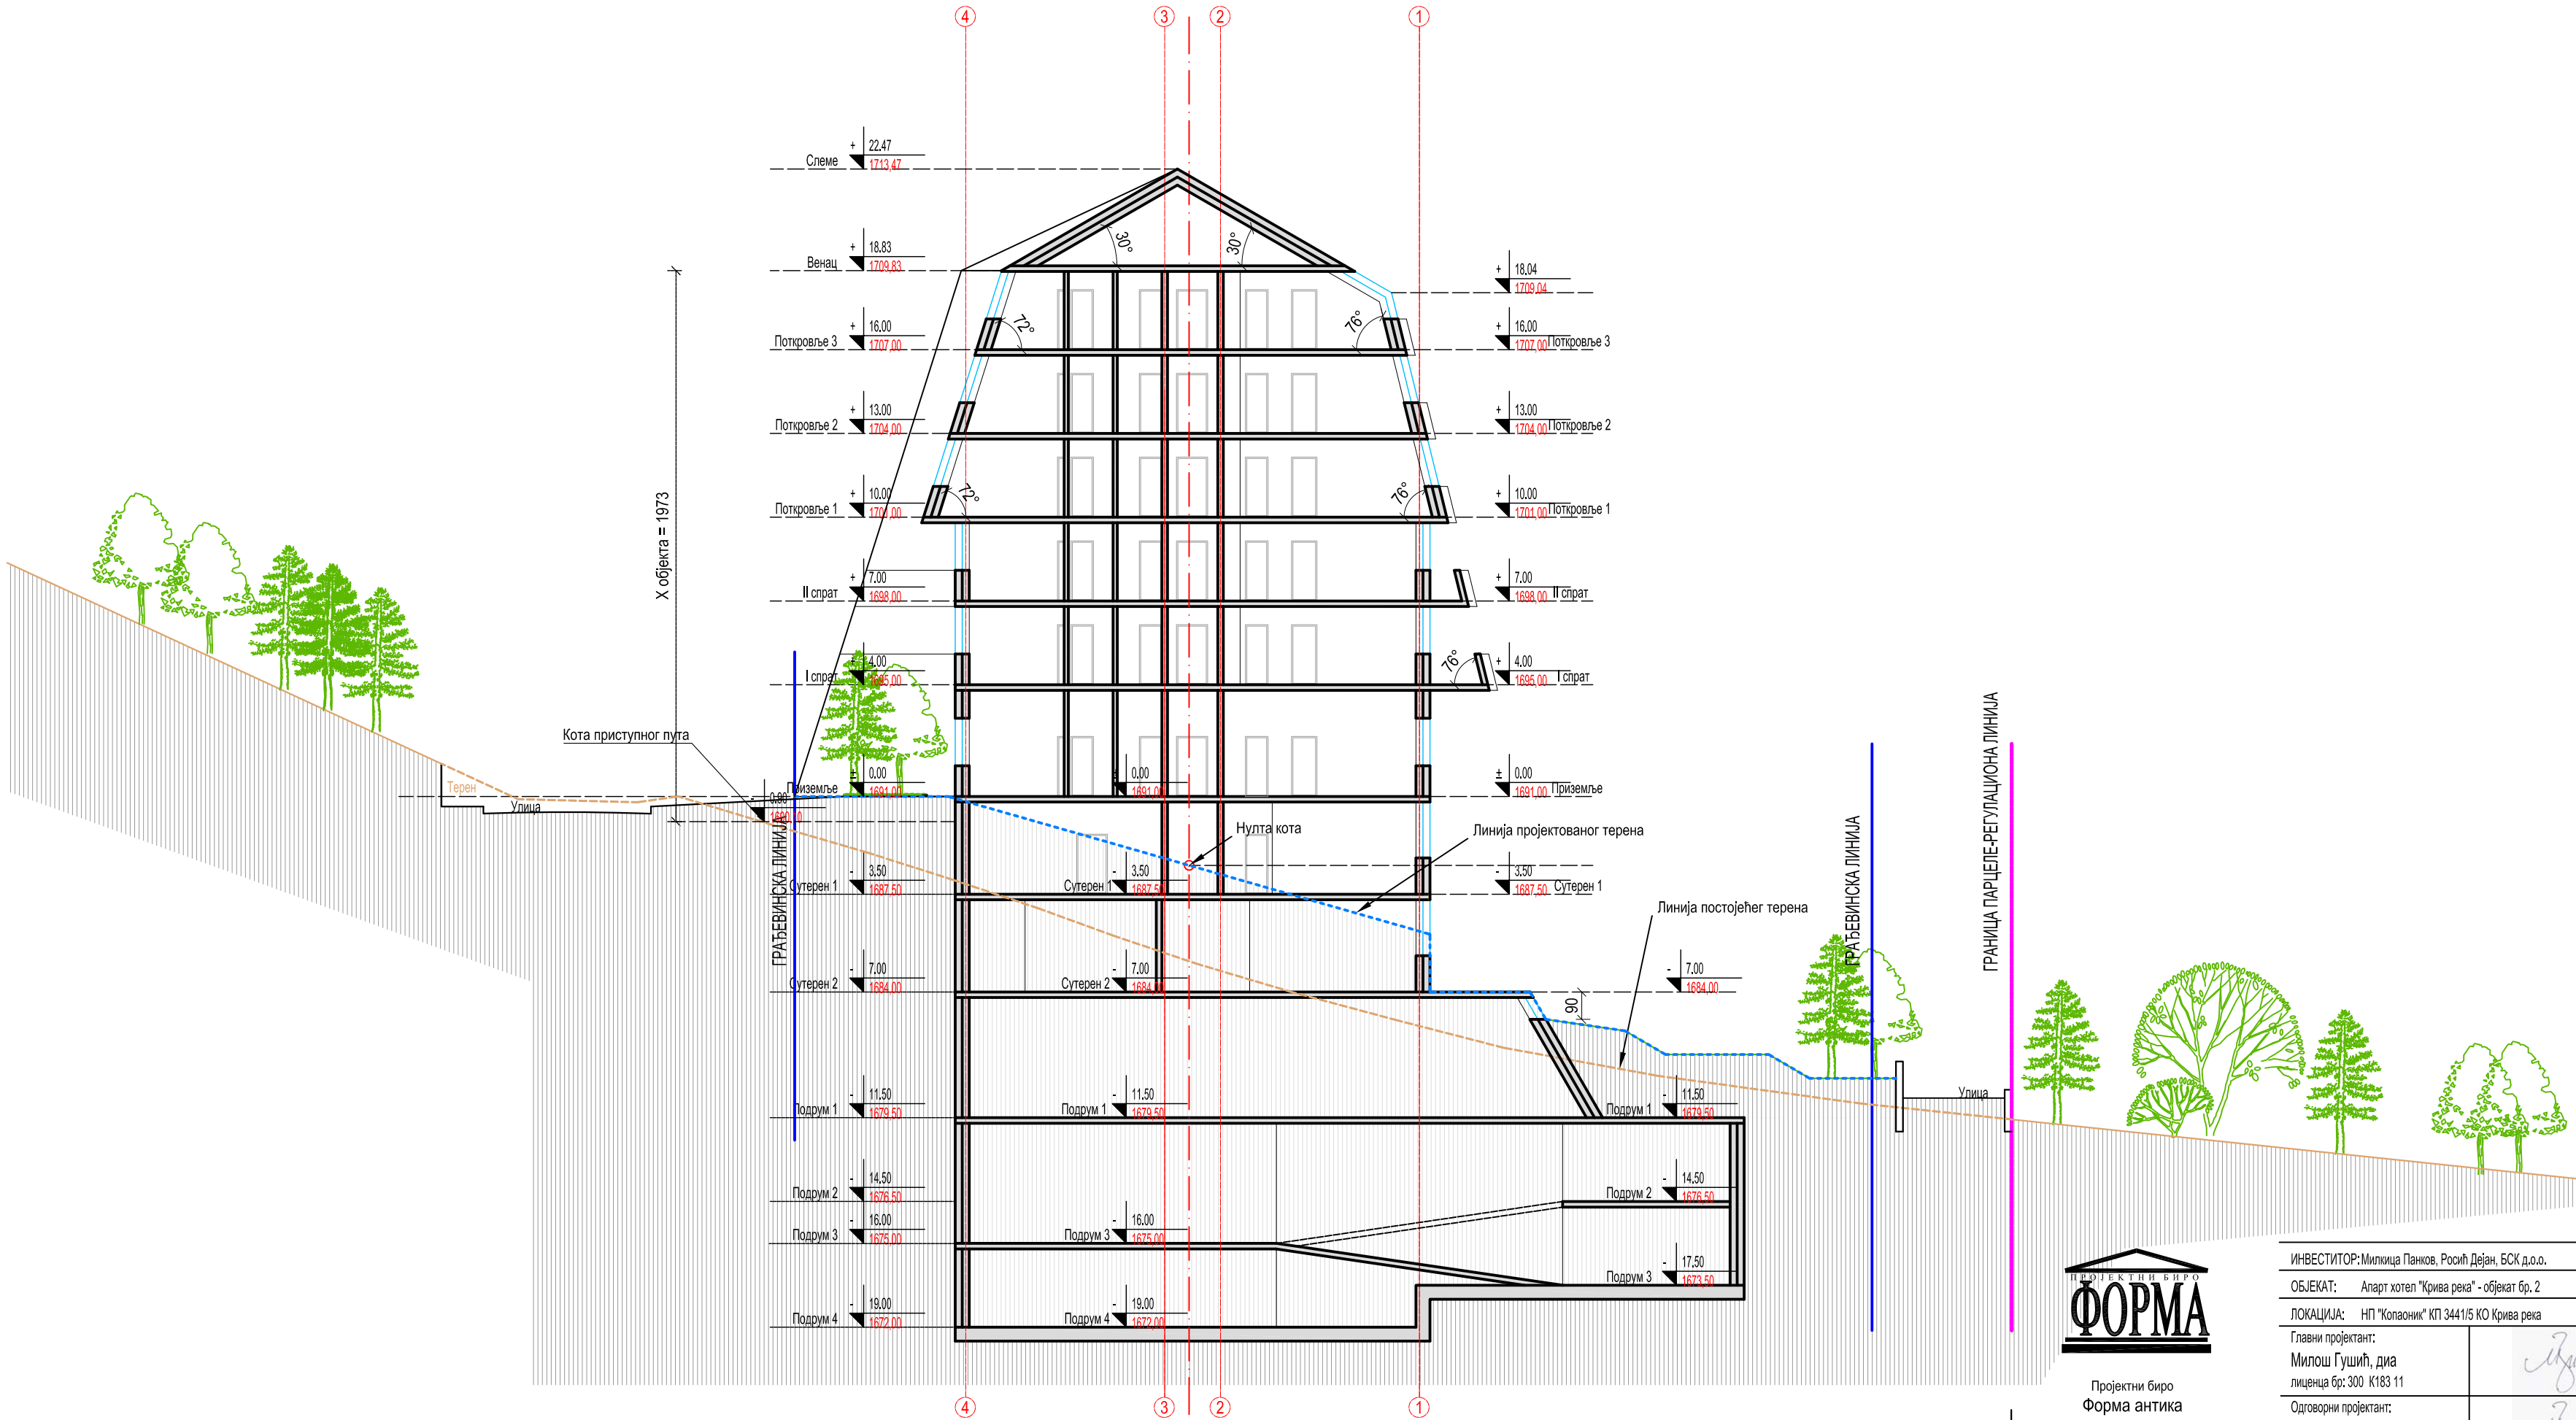 4
3
2
1
+ 22.47
Слеме
1713,47
+ 18.83
Венац
1709,83
30°
30°
+ 18.04
1709,04
+ 16.00
Поткровље 3
1707,00
72°
76°
+ 16.00
1707,00 Поткровље 3
+ 13.00
Поткровље 2
1704,00
+ 13.00
1704,00 Поткровље 2
+ 10.00
Поткровље 1
1701,00
72°
76°
+ 10.00
1701,00 Поткровље 1
X објекта = 1973
+ 7.00
II спрат
1698,00
+ 7.00
1698,00 II спрат
+ 4.00
I спрат
1695,00
76°
+ 4.00
1695,00 I спрат
Кота приступног пута
± 0.00
Приземље
1691,00
± 0.00
1691,00
± 0.00
1691,00 Приземље
Терен
Улица
- 0.90
ГРАЂЕВИНСКА ЛИНИЈА
Нулта кота
Линија пројектованог терена
- 3.50
Сутерен 1
1687,50
- 3.50
Сутерен 1
1687,50
- 3.50
1687,50 Сутерен 1
Линија постојећег терена
ГРАЂЕВИНСКА ЛИНИЈА
ГРАНИЦА ПАРЦЕЛЕ-РЕГУЛАЦИОНА ЛИНИЈА
- 7.00
Сутерен 2
1684,00
- 7.00
Сутерен 2
1684,00
- 7.00
1684,00
90
Улица
- 11.50
Подрум 1
1679,50
- 11.50
Подрум 1
1679,50
- 11.50
Подрум 1
1679,50
- 14.50
Подрум 2
1676,50
- 14.50
Подрум 2
1676,50
- 16.00
Подрум 3
1675,00
- 16.00
Подрум 3
1675,00
- 17.50
Подрум 3
1673,50
- 19.00
Подрум 4
1672,00
- 19.00
Подрум 4
1672,00
4
3
2
1
ПРОЈЕКТНИ БИРО
ФОРМА
Пројектни биро
Форма антика
ИНВЕСТИТОР: Милкица Панков, Росић Дејан, БСК д.о.о.
ОБЈЕКАТ: Апарт хотел "Крива река" - објекат бр. 2
ЛОКАЦИЈА: НП "Копаоник" КП 3441/5 КО Крива река
Главни пројектант:
Милош Гушић, диа
лиценца бр: 300 К183 11
Одговорни пројектант: